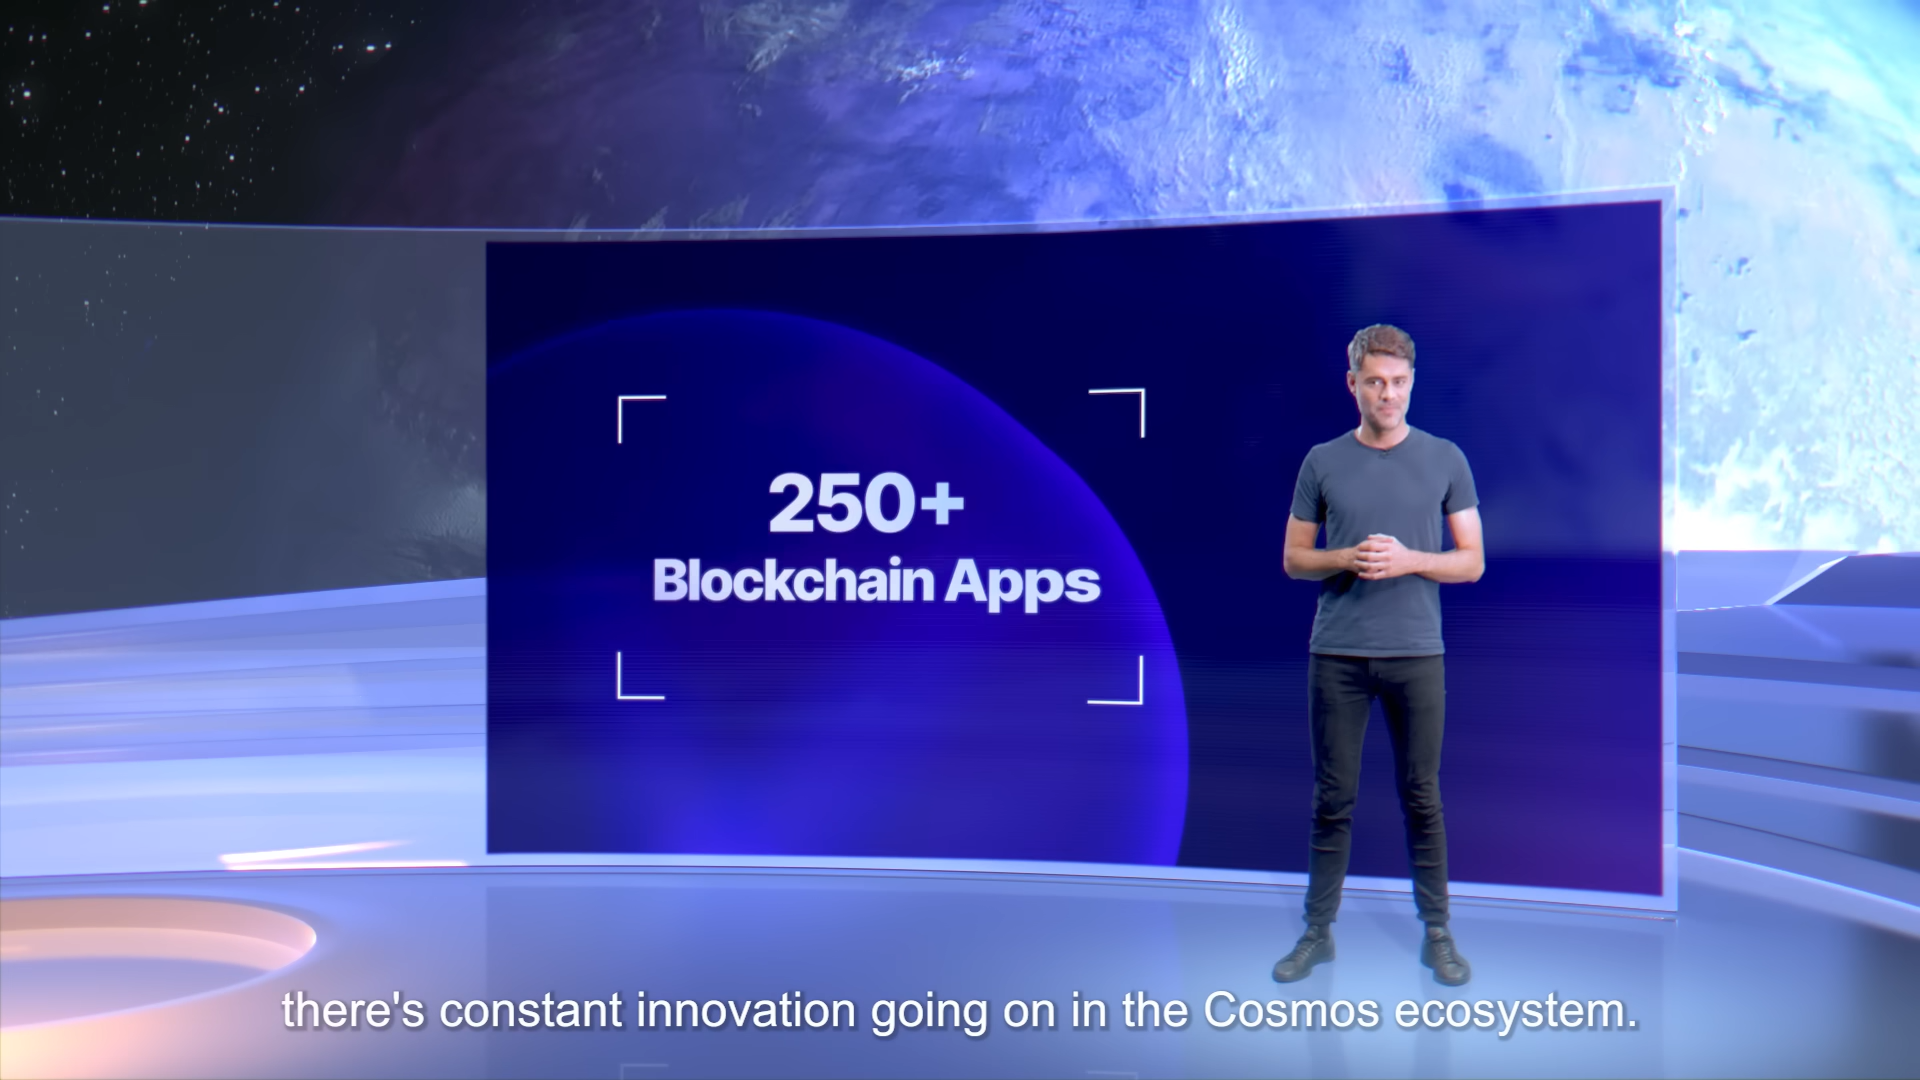 250+
Blockchain Apps
there's constant innovation going on in the Cosmos ecosystem.